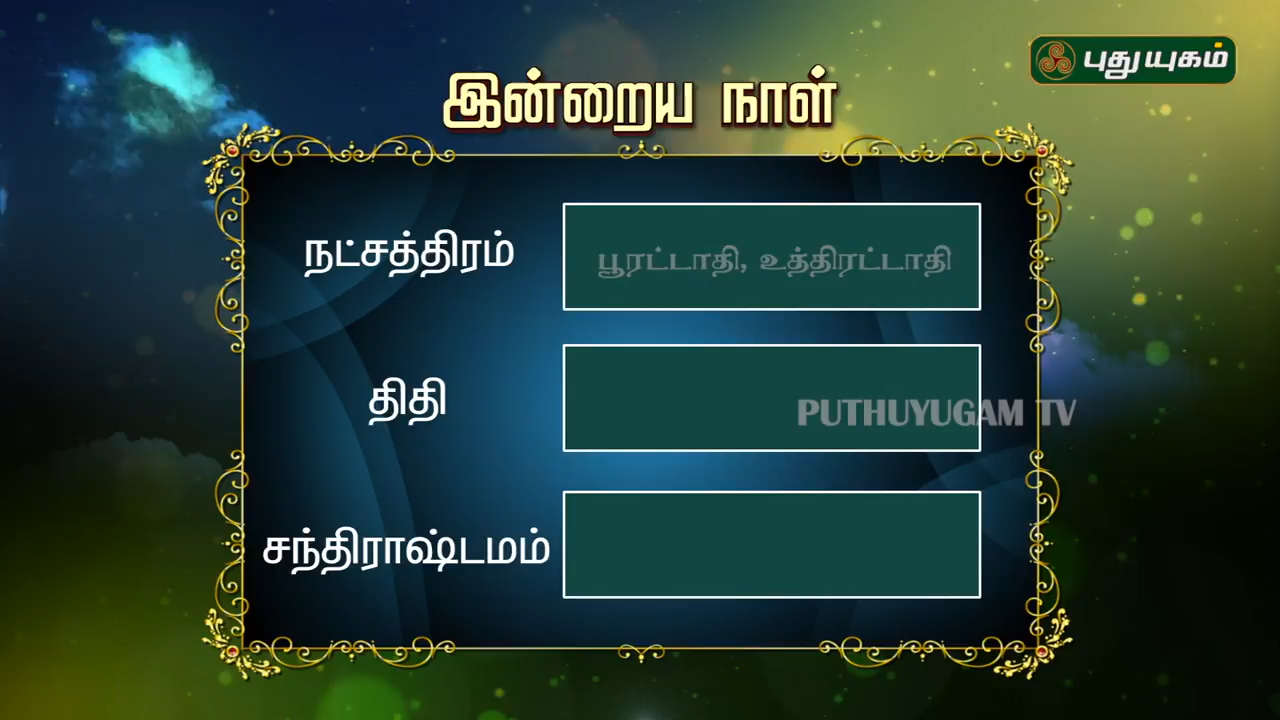 புதுயுகம்
இன்றைய நாள்
நட்சத்திரம்
பூரட்டாதி, உத்திரட்டாதி
திதி
PUTHUYUGAM TV
சந்திராஷ்டமம்